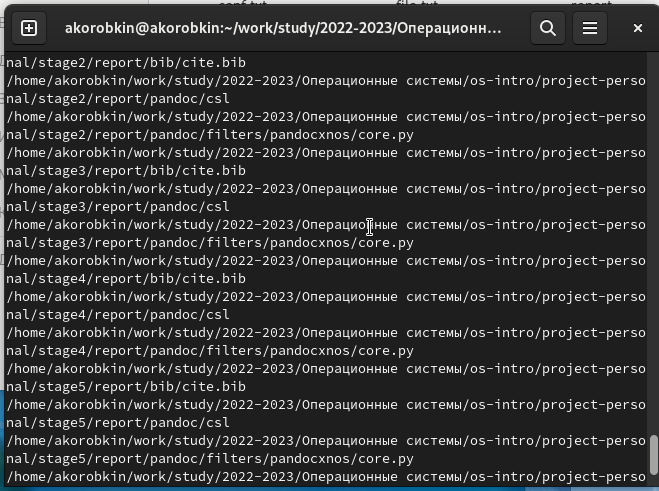 akorobkin@akorobkin:~/work/study/2022-2023/Операционн...
nal/stage2/report/bib/cite.bib
/home/akorobkin/work/study/2022-2023/Операционные системы/os-intro/project-perso
nal/stage2/report/pandoc/csl
/home/akorobkin/work/study/2022-2023/Операционные системы/os-intro/project-perso
nal/stage2/report/pandoc/filters/pandocxnos/core.py
/home/akorobkin/work/study/2022-2023/Операционные системы/os-intro/project-perso
nal/stage3/report/bib/cite.bib
/home/akorobkin/work/study/2022-2023/Операционные системы/os-intro/project-perso
nal/stage3/report/pandoc/csl
/home/akorobkin/work/study/2022-2023/Операционные системы/os-intro/project-perso
nal/stage3/report/pandoc/filters/pandocxnos/core.py
/home/akorobkin/work/study/2022-2023/Операционные системы/os-intro/project-perso
nal/stage4/report/bib/cite.bib
/home/akorobkin/work/study/2022-2023/Операционные системы/os-intro/project-perso
nal/stage4/report/pandoc/csl
/home/akorobkin/work/study/2022-2023/Операционные системы/os-intro/project-perso
nal/stage4/report/pandoc/filters/pandocxnos/core.py
/home/akorobkin/work/study/2022-2023/Операционные системы/os-intro/project-perso
nal/stage5/report/bib/cite.bib
/home/akorobkin/work/study/2022-2023/Операционные системы/os-intro/project-perso
nal/stage5/report/pandoc/csl
/home/akorobkin/work/study/2022-2023/Операционные системы/os-intro/project-perso
nal/stage5/report/pandoc/filters/pandocxnos/core.py
/home/akorobkin/work/study/2022-2023/Операционные системы/os-intro/project-perso